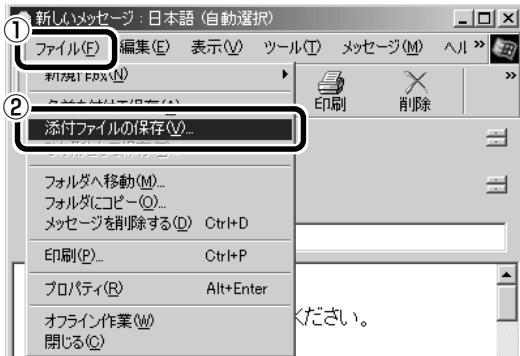 新しいメッセージ : 日本語 (自動選択)
①
ファイル(F) 編集(E) 表示(V) ツール(T) メッセージ(M) ヘル »
新規作成(N)
印刷 削除 »
②
添付ファイルの保存(V)...
フォルダへ移動(M)...
フォルダにコピー(O)...
メッセージを削除する(D) Ctrl+D
印刷(P)... Ctrl+P
プロパティ(R) Alt+Enter
ください。
オフライン作業(W)
閉じる(C)